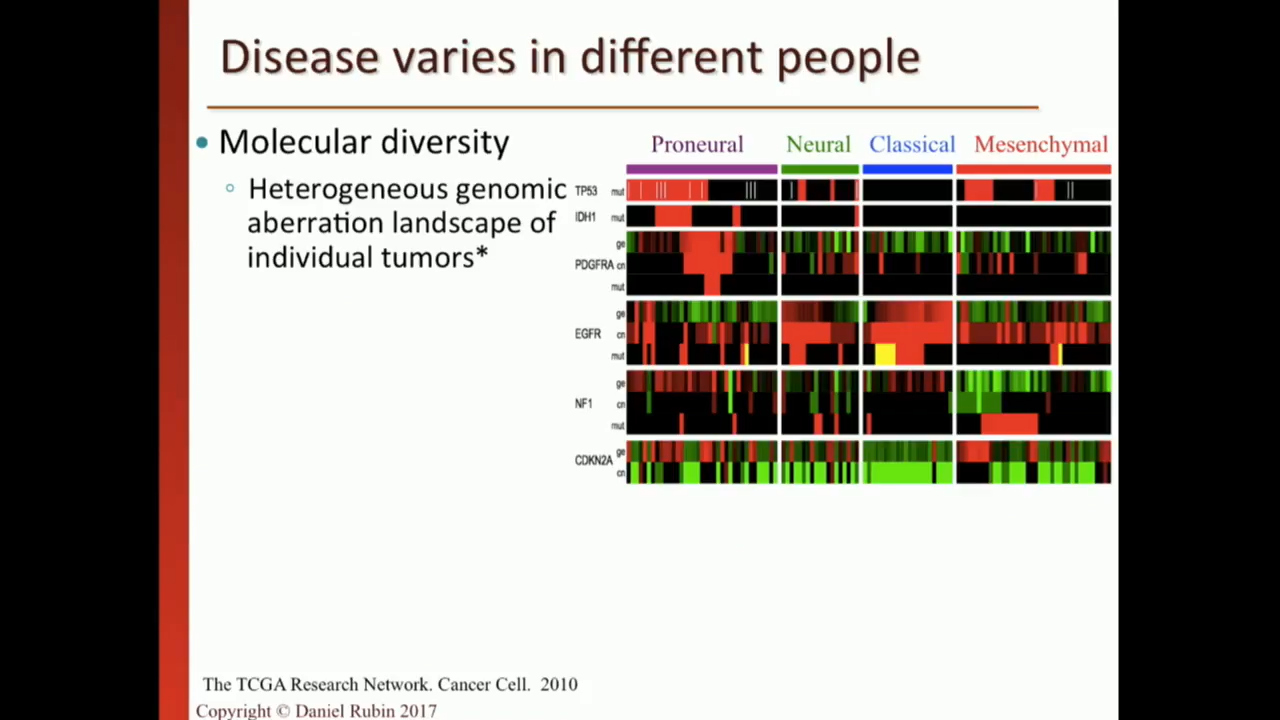 Disease varies in different people
• Molecular diversity
◦ Heterogeneous genomic
aberration landscape of
individual tumors*
Proneural Neural Classical Mesenchymal
TP53 mut
IDH1 mut
ge
PDGFRA cn
mut
ge
EGFR cn
mut
ge
NF1 cn
mut
CDKN2A ge
cn
The TCGA Research Network. Cancer Cell. 2010
Copyright © Daniel Rubin 2017